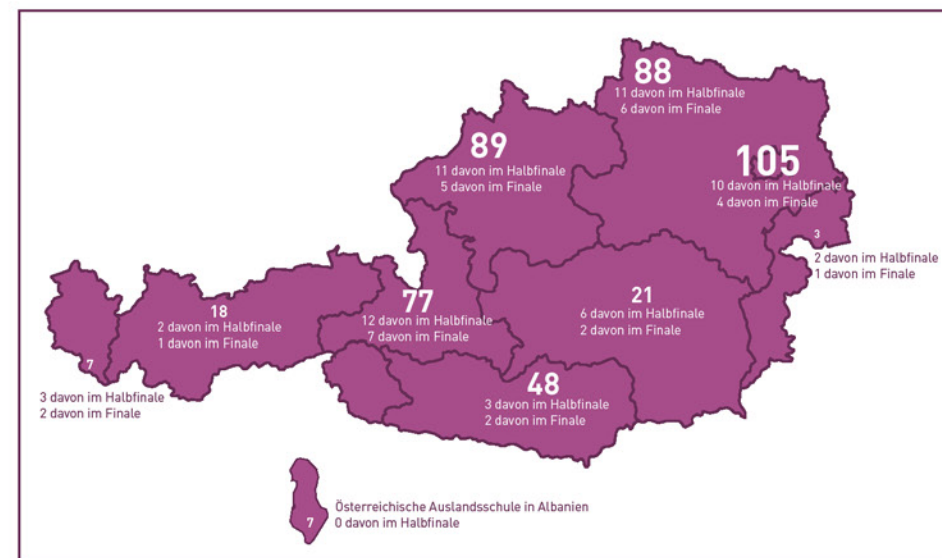 88
11 davon im Halbfinale
6 davon im Finale
89
11 davon im Halbfinale
5 davon im Finale
105
10 davon im Halbfinale
4 davon im Finale
3
2 davon im Halbfinale
1 davon im Finale
18
2 davon im Halbfinale
1 davon im Finale
77
12 davon im Halbfinale
7 davon im Finale
21
6 davon im Halbfinale
2 davon im Finale
7
3 davon im Halbfinale
2 davon im Finale
48
3 davon im Halbfinale
2 davon im Finale
Österreichische Auslandsschule in Albanien
7
0 davon im Halbfinale